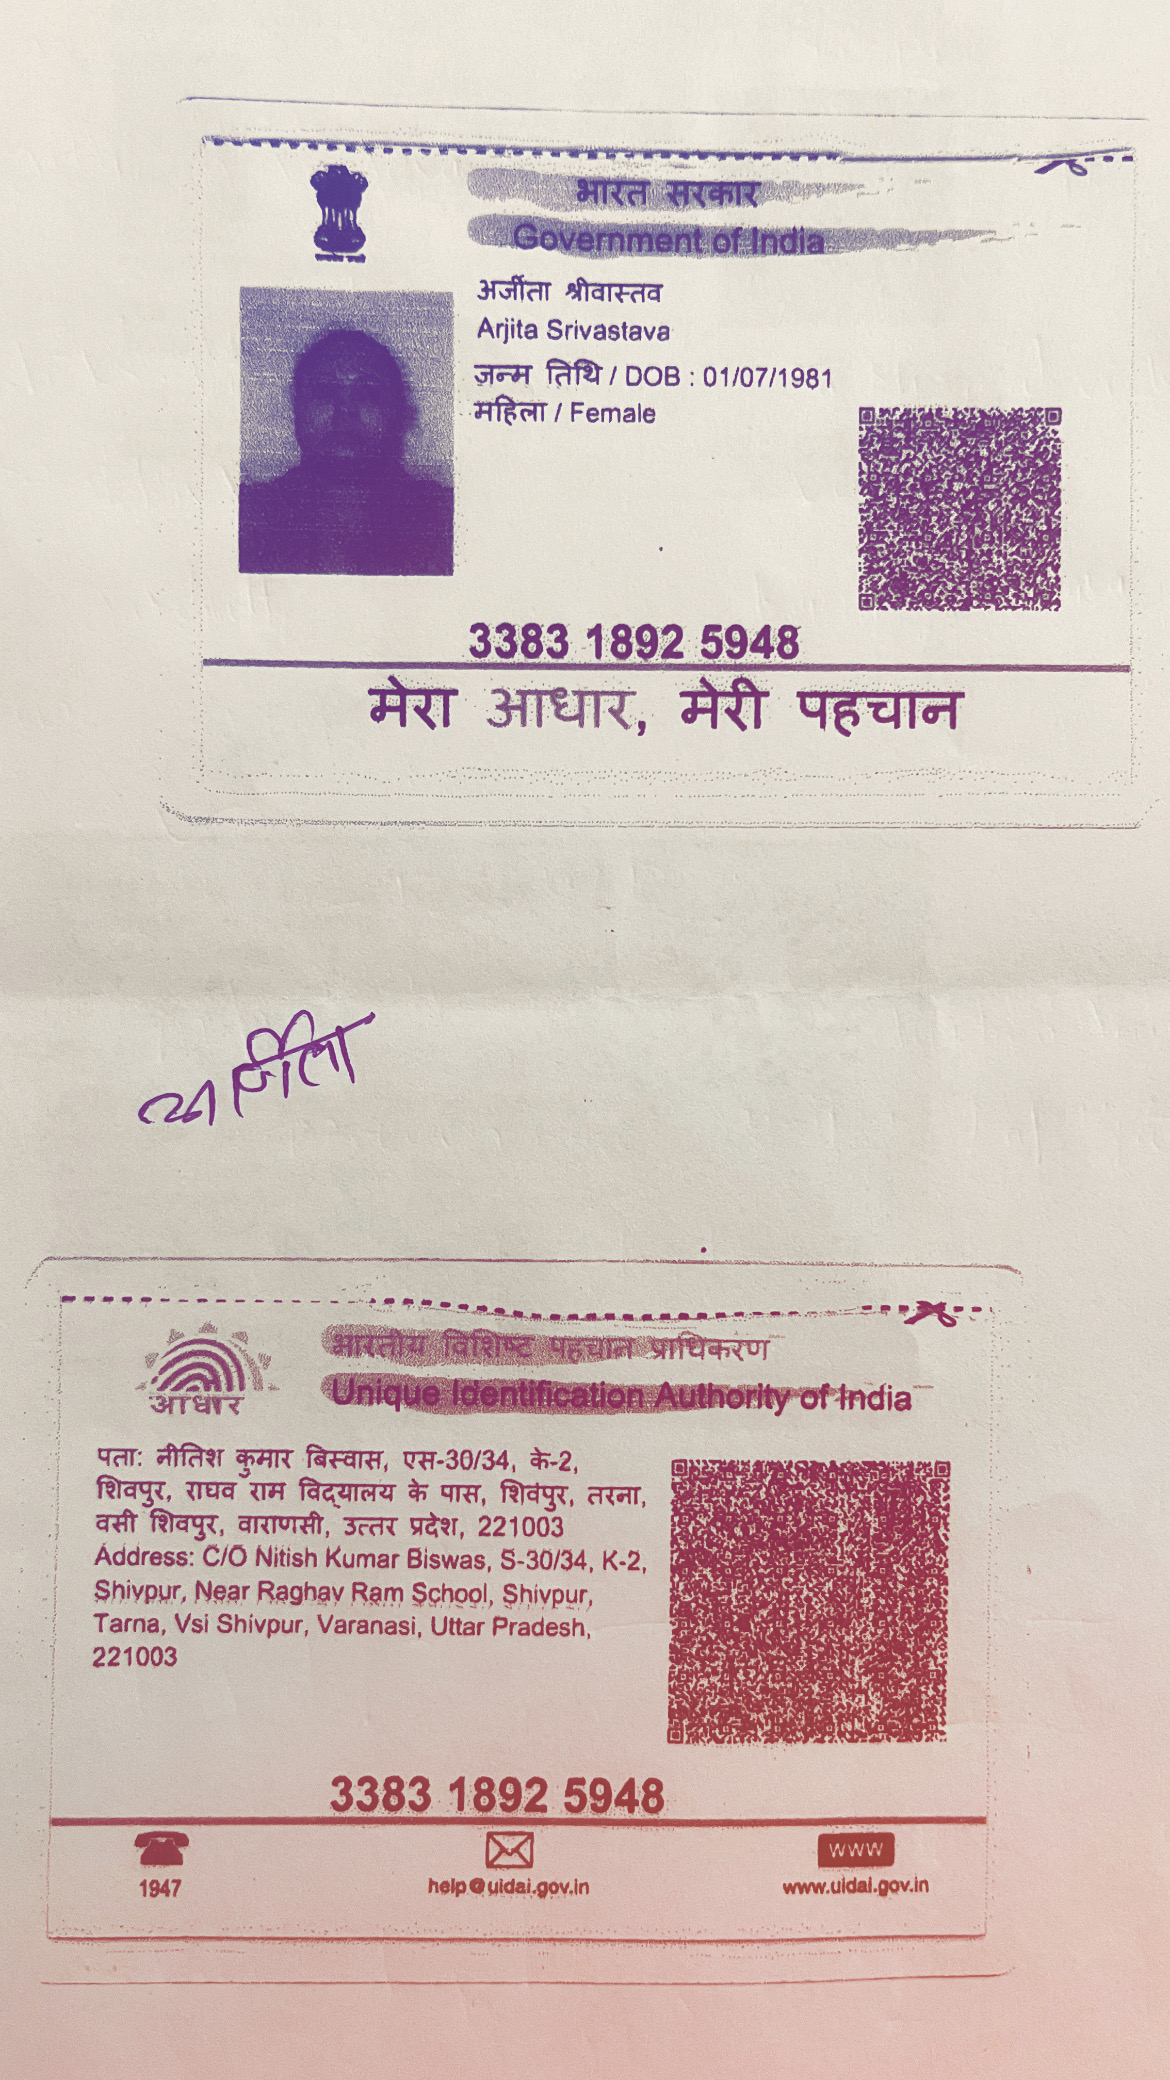 भारत सरकार
Government of India
अर्जीता श्रीवास्तव
Arjita Srivastava
जन्म तिथि / DOB : 01/07/1981
महिला / Female
3383 1892 5948
मेरा आधार, मेरी पहचान
अर्जिता
भारतीय विशिष्ट पहचान प्राधिकरण
Unique Identification Authority of India
आधार
पता: नीतिश कुमार बिस्वास, एस-30/34, के-2,
शिवपुर, राघव राम विद्यालय के पास, शिवंपुर, तरना,
वसी शिवपुर, वाराणसी, उत्तर प्रदेश, 221003
Address: C/O Nitish Kumar Biswas, S-30/34, K-2,
Shivpur, Near Raghav Ram School, Shivpur,
Tarna, Vsi Shivpur, Varanasi, Uttar Pradesh,
221003
3383 1892 5948
1947
help@uidai.gov.in
www
www.uidai.gov.in